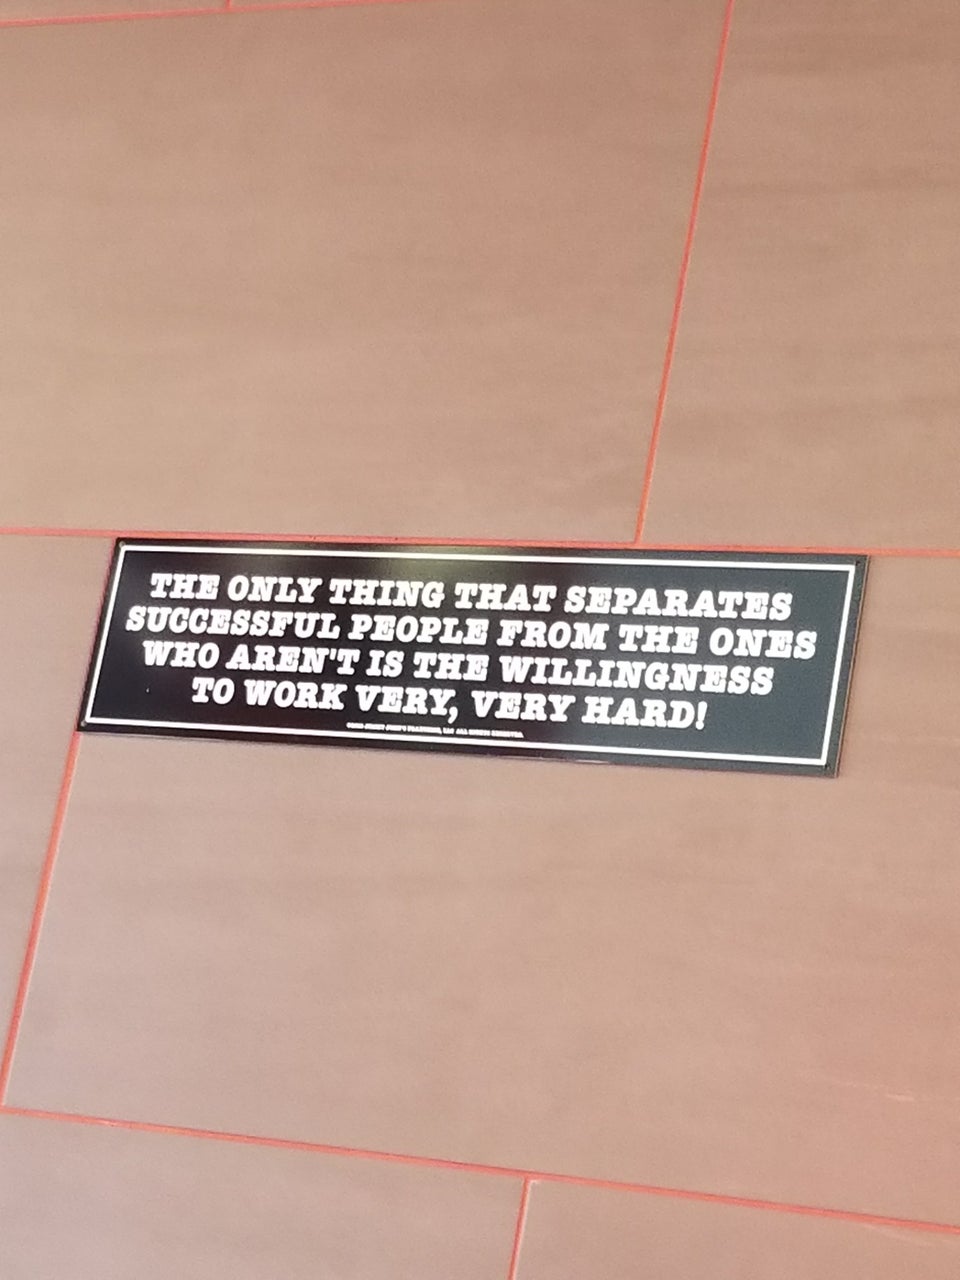 THE ONLY THING THAT SEPARATES
SUCCESSFUL PEOPLE FROM THE ONES
WHO AREN'T IS THE WILLINGNESS
TO WORK VERY, VERY HARD!